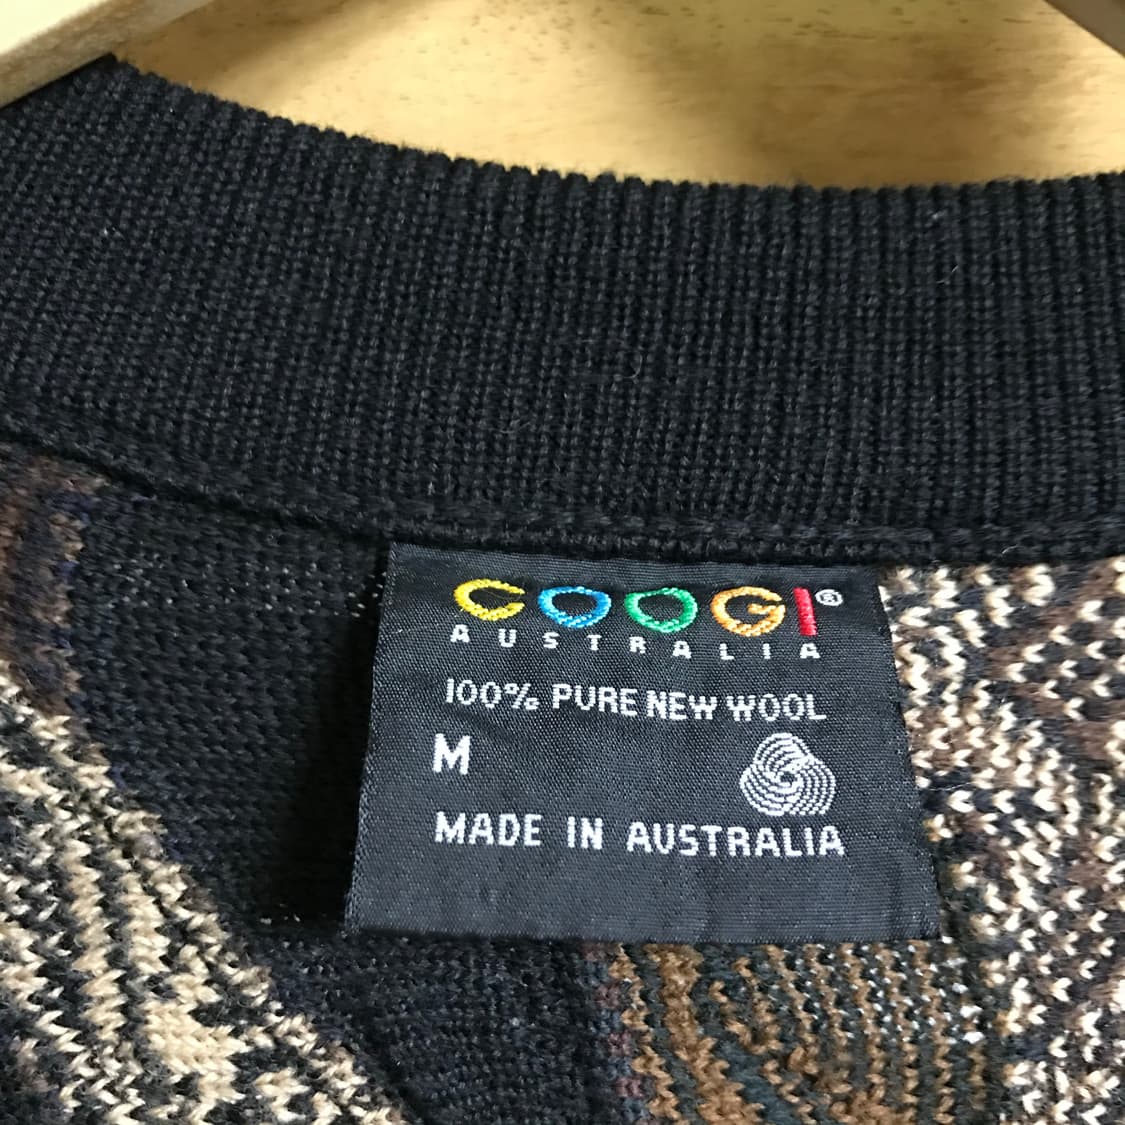 COOGI®
AUSTRALIA
100% PURE NEW WOOL
M
MADE IN AUSTRALIA